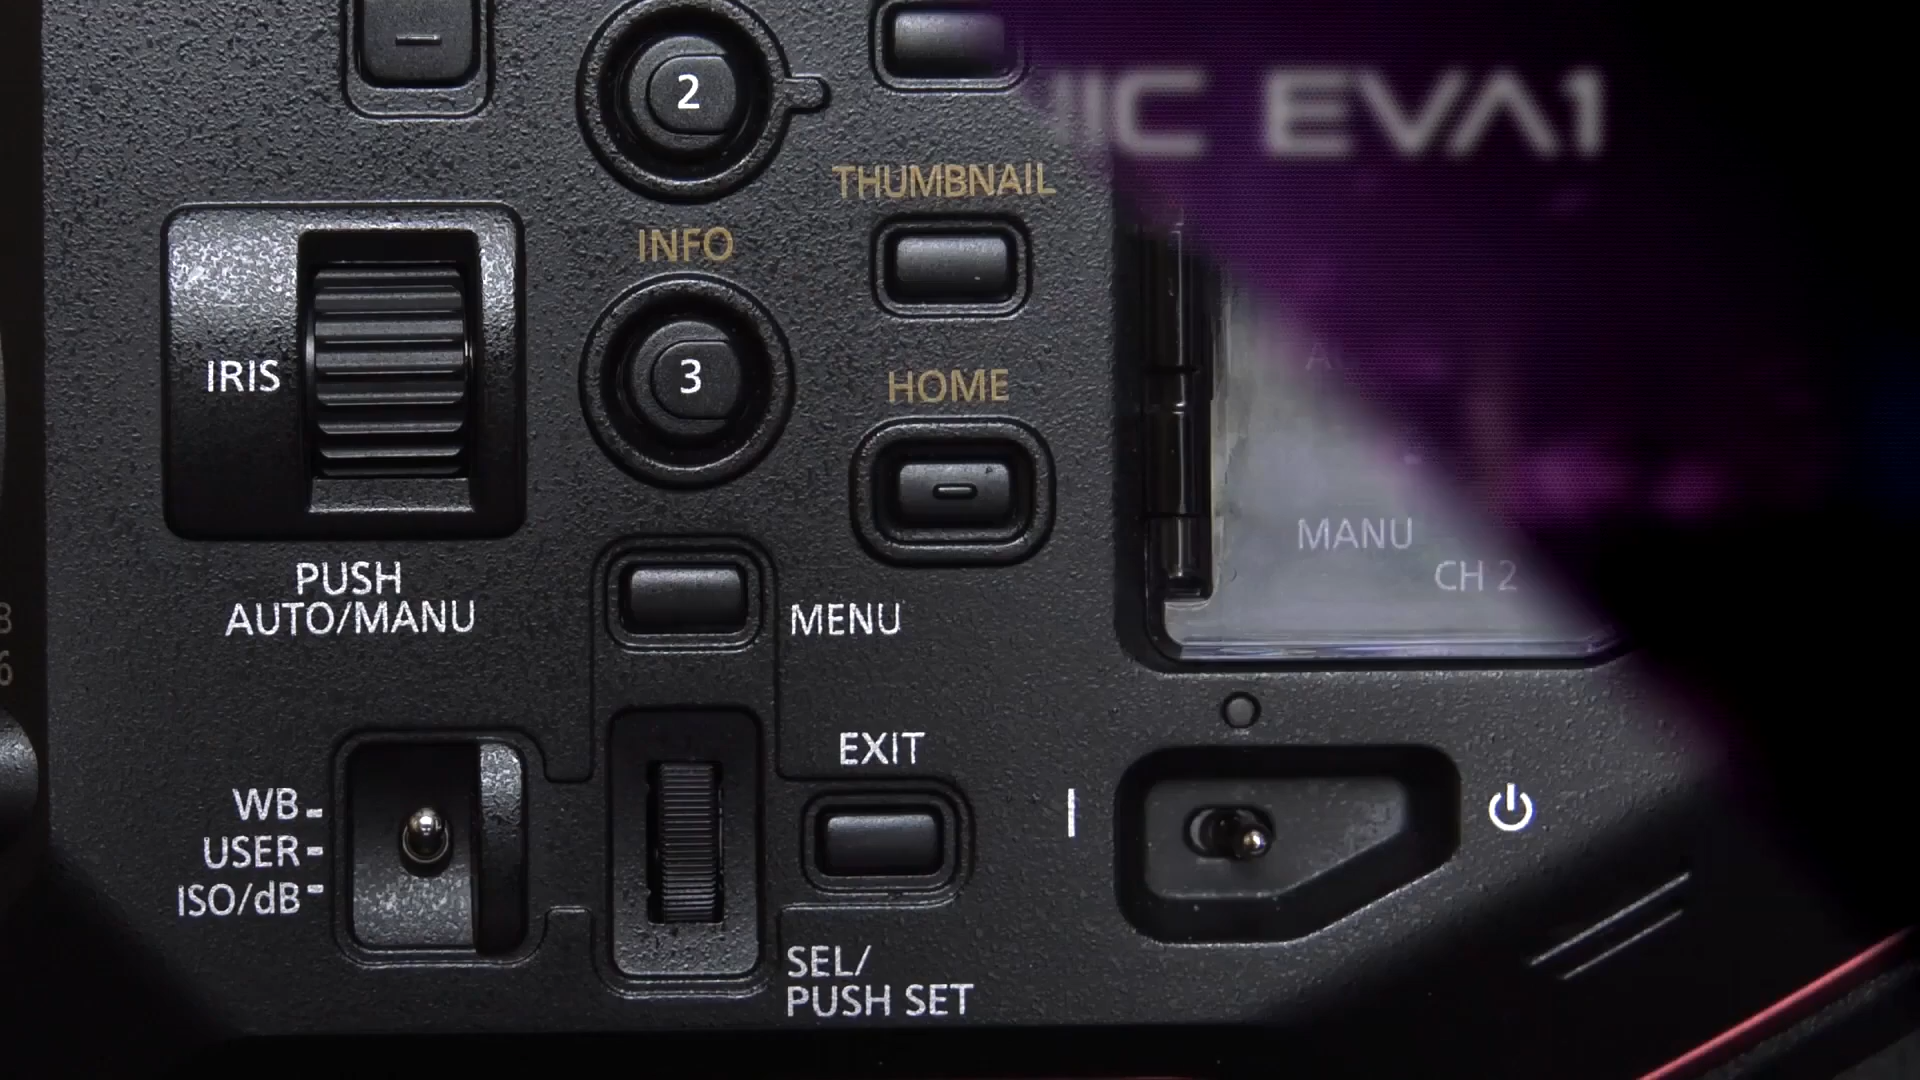 2
IC EVA1
THUMBNAIL
INFO
IRIS
3
HOME
MANU
CH 2
PUSH
AUTO/MANU
MENU
EXIT
WB
USER
ISO/dB
SEL/
PUSH SET